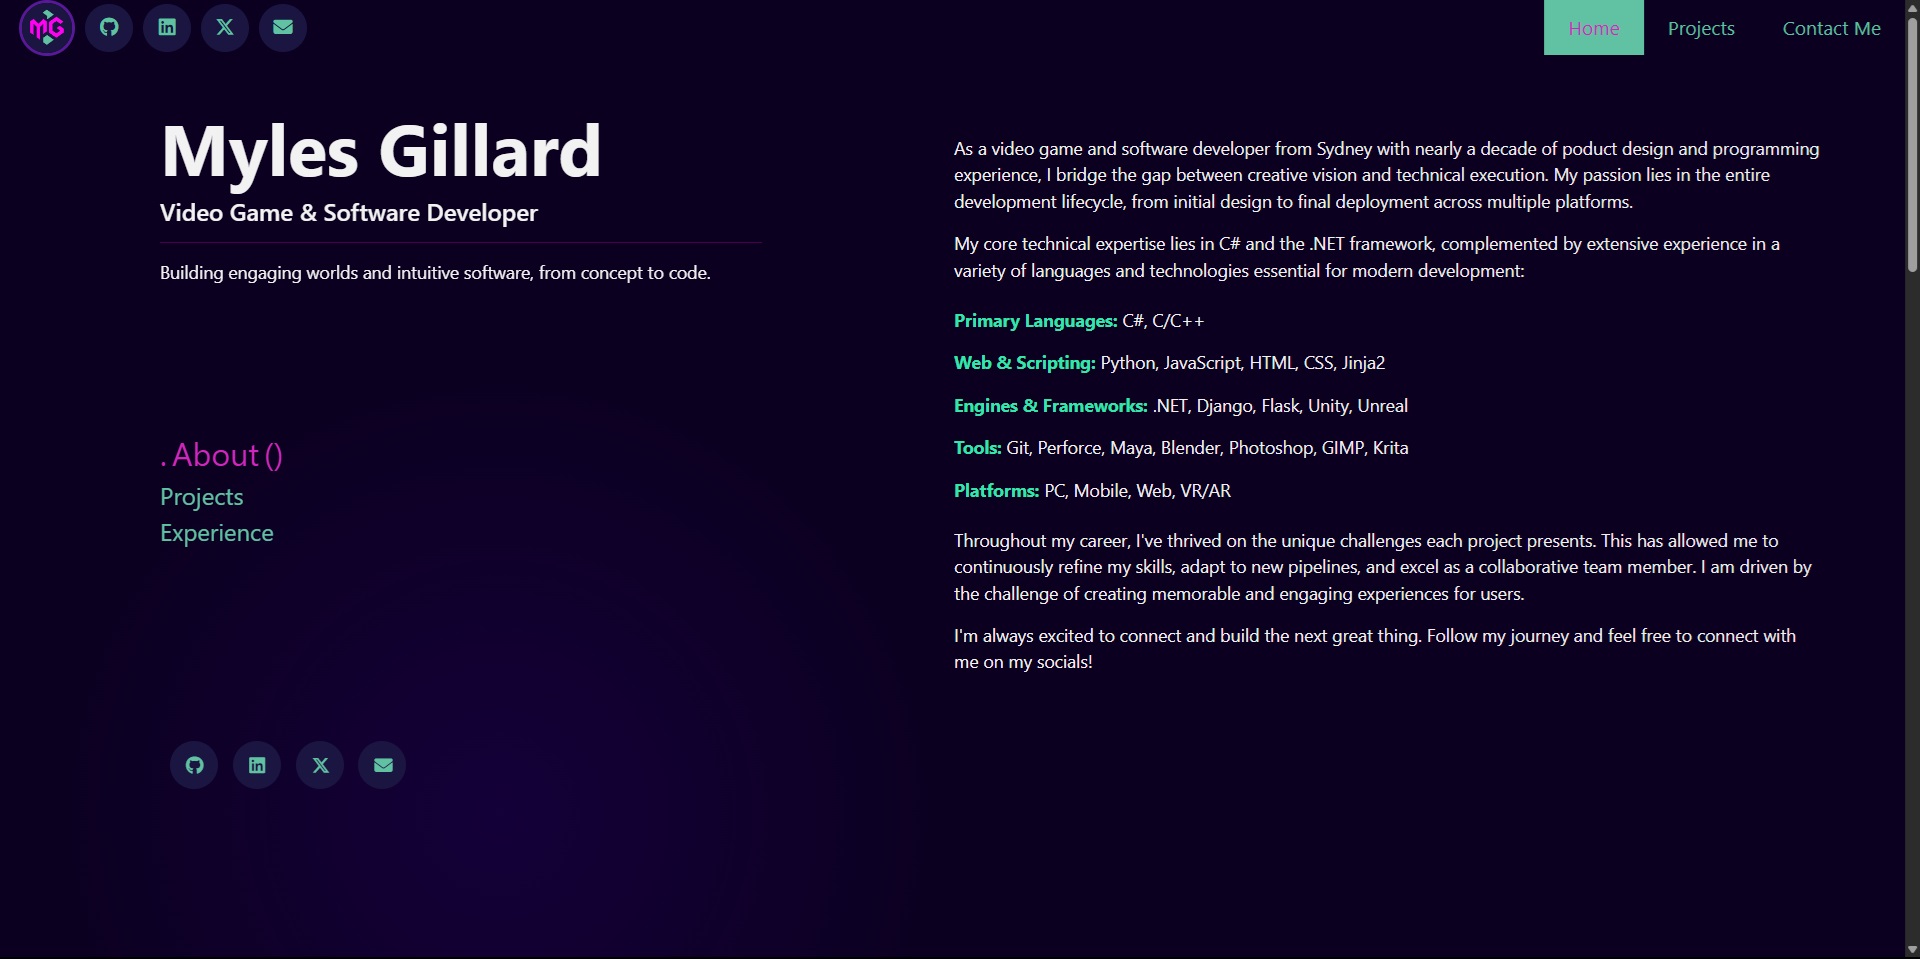 MG
Home
Projects
Contact Me
Myles Gillard
Video Game & Software Developer
Building engaging worlds and intuitive software, from concept to code.
. About ()
Projects
Experience
As a video game and software developer from Sydney with nearly a decade of poduct design and programming
experience, I bridge the gap between creative vision and technical execution. My passion lies in the entire
development lifecycle, from initial design to final deployment across multiple platforms.
My core technical expertise lies in C# and the .NET framework, complemented by extensive experience in a
variety of languages and technologies essential for modern development:
Primary Languages: C#, C/C++
Web & Scripting: Python, JavaScript, HTML, CSS, Jinja2
Engines & Frameworks: .NET, Django, Flask, Unity, Unreal
Tools: Git, Perforce, Maya, Blender, Photoshop, GIMP, Krita
Platforms: PC, Mobile, Web, VR/AR
Throughout my career, I've thrived on the unique challenges each project presents. This has allowed me to
continuously refine my skills, adapt to new pipelines, and excel as a collaborative team member. I am driven by
the challenge of creating memorable and engaging experiences for users.
I'm always excited to connect and build the next great thing. Follow my journey and feel free to connect with
me on my socials!